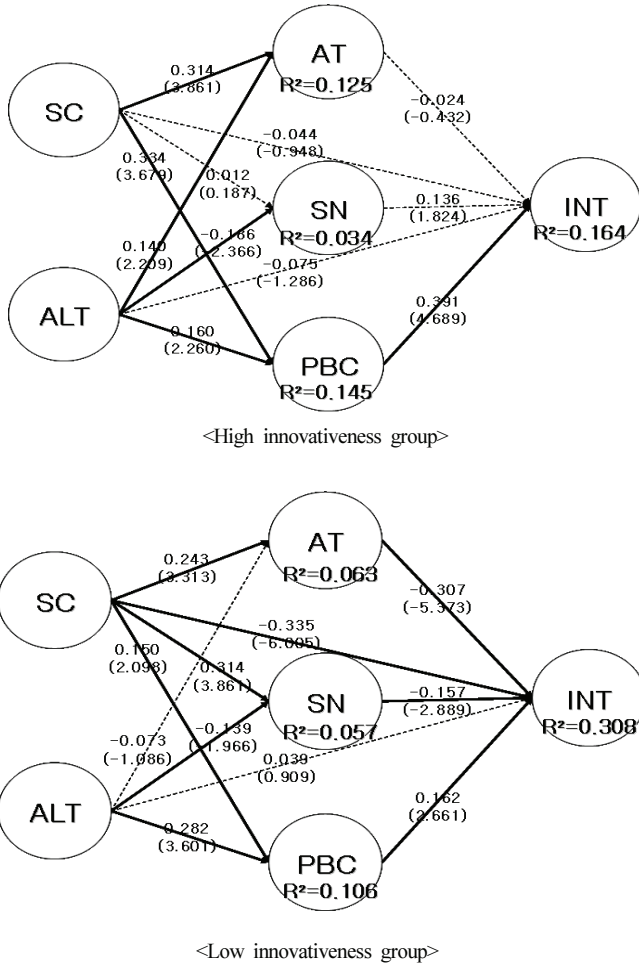 AT
R²=0.125
0.314
(3.861)
SC
-0.024
(-0.432)
-0.044
(-0.948)
0.334
(3.679)
0.012
(0.187)
SN
R²=0.034
0.136
(1.824)
INT
R²=0.164
0.140
(2.209)
-0.186
(-2.366)
-0.075
(-1.286)
ALT
0.160
(2.260)
0.391
(4.689)
PBC
R²=0.145
<High innovativeness group>
AT
R²=0.063
0.243
(3.313)
SC
-0.307
(-5.373)
-0.335
(-6.005)
0.150
(2.098)
0.314
(3.861)
SN
R²=0.057
-0.157
(-2.889)
INT
R²=0.308
-0.073
(-1.086)
-0.139
(-1.966)
0.039
(0.909)
ALT
0.282
(3.601)
0.162
(2.661)
PBC
R²=0.106
<Low innovativeness group>